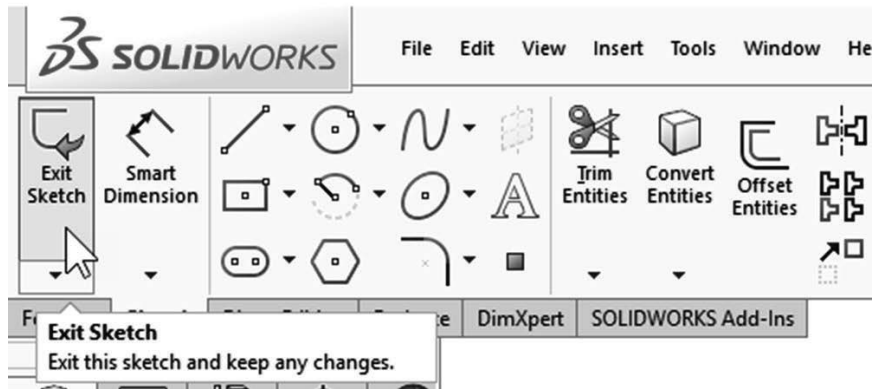 SOLIDWORKS File Edit View Insert Tools Window
Exit Sketch
Smart Dimension
Trim Entities
Convert Entities
Offset Entities
A
DimXpert SOLIDWORKS Add-Ins
Exit Sketch
Exit this sketch and keep any changes.